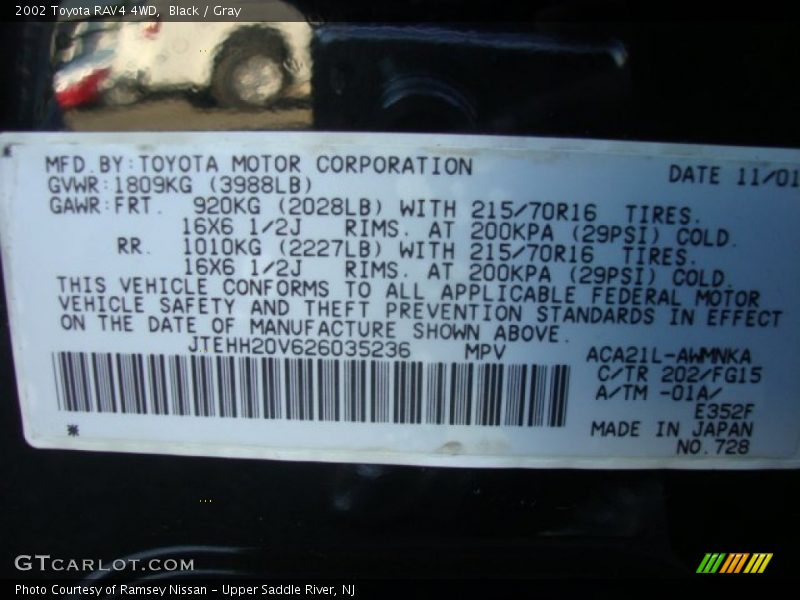 2002 Toyota RAV4 4WD, Black / Gray
MFD.BY:TOYOTA MOTOR CORPORATION DATE 11/01
GVWR:1809KG (3988LB)
GAWR:FRT. 920KG (2028LB) WITH 215/70R16 TIRES.
16X6 1/2J RIMS. AT 200KPA (29PSI) COLD.
RR. 1010KG (2227LB) WITH 215/70R16 TIRES.
16X6 1/2J RIMS. AT 200KPA (29PSI) COLD.
THIS VEHICLE CONFORMS TO ALL APPLICABLE FEDERAL MOTOR
VEHICLE SAFETY AND THEFT PREVENTION STANDARDS IN EFFECT
ON THE DATE OF MANUFACTURE SHOWN ABOVE.
JTEHH20V626035236 MPV ACA21L-AWMNKA
C/TR 202/FG15
A/TM -01A/
E352F
MADE IN JAPAN
NO.728
GTCARLOT.COM
Photo Courtesy of Ramsey Nissan - Upper Saddle River, NJ